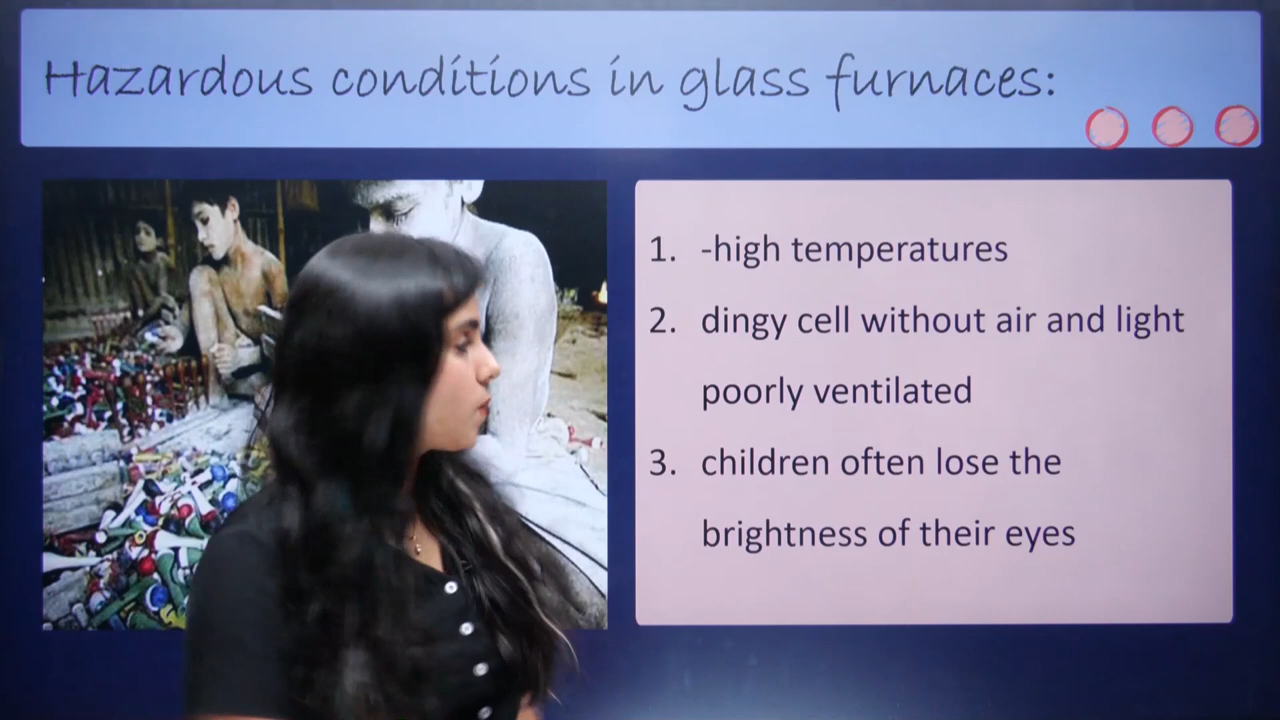 Hazardous conditions in glass furnaces:
1. -high temperatures
2. dingy cell without air and light
poorly ventilated
3. children often lose the
brightness of their eyes